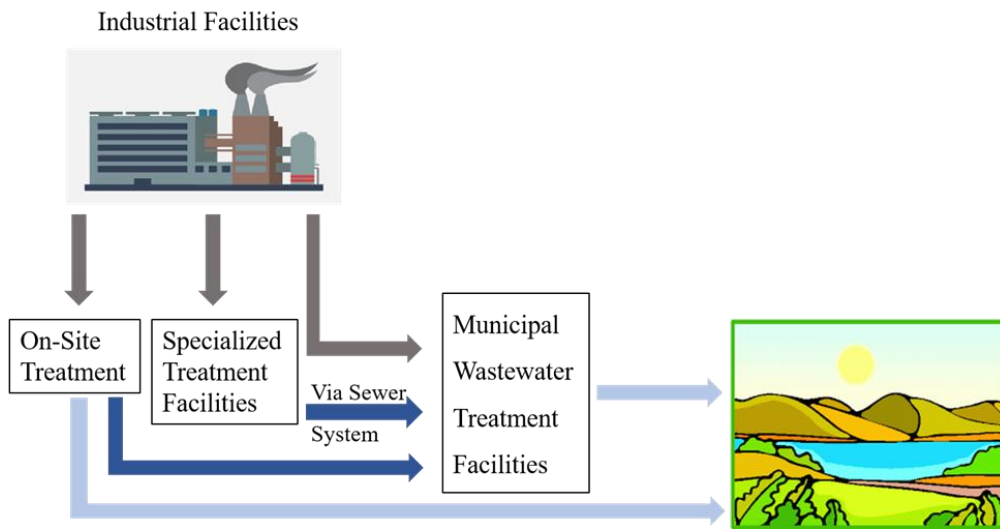 Industrial Facilities
On-Site
Treatment
Specialized
Treatment
Facilities
Via Sewer
System
Municipal
Wastewater
Treatment
Facilities